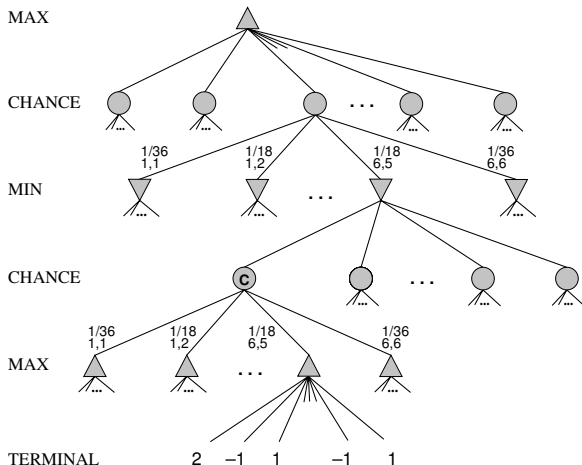 MAX
CHANCE
...
... ... ... ... ...
1/36 1/18 1/18 1/36
1,1 1,2 6,5 6,6
MIN
...
... ... ...
CHANCE
C ...
... ... ...
1/36 1/18 1/18 1/36
1,1 1,2 6,5 6,6
MAX
...
... ... ...
TERMINAL 2 –1 1 –1 1